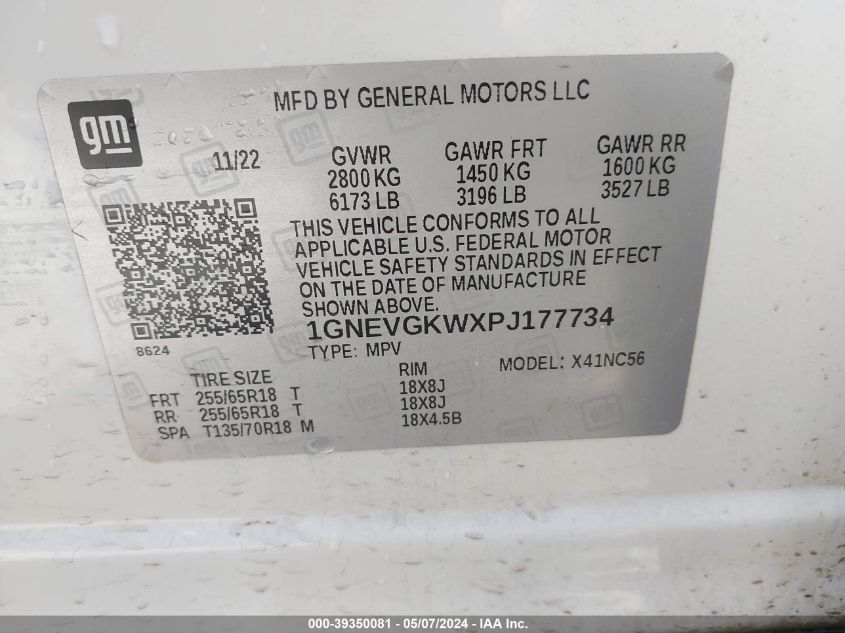 MFD BY GENERAL MOTORS LLC
gm
11/22
GVWR GAWR FRT GAWR RR
2800 KG 1450 KG 1600 KG
6173 LB 3196 LB 3527 LB
THIS VEHICLE CONFORMS TO ALL
APPLICABLE U.S. FEDERAL MOTOR
VEHICLE SAFETY STANDARDS IN EFFECT
ON THE DATE OF MANUFACTURE
SHOWN ABOVE.
1GNEVGKWXPJ177734
8624
TYPE: MPV MODEL: X41NC56
TIRE SIZE RIM
FRT 255/65R18 T 18X8J
RR 255/65R18 T 18X8J
SPA T135/70R18 M 18X4.5B
000-39350081 - 05/07/2024 - IAA Inc.